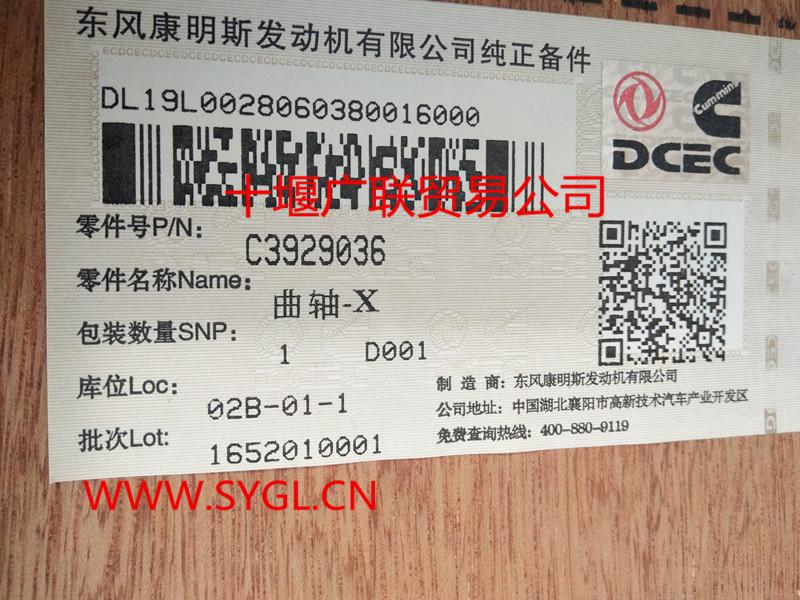 东风康明斯发动机有限公司纯正备件
DL19L0028060380016000
Cummins
DCEC
十堰广联贸易公司
零件号P/N:
C3929036
零件名称Name:
曲轴-X
包装数量SNP:
1 D001
库位Loc:
02B-01-1
批次Lot:
1652010001
制 造 商: 东风康明斯发动机有限公司
公司地址: 中国湖北襄阳市高新技术汽车产业开发区
免费查询热线: 400-880-9119
WWW.SYGL.CN